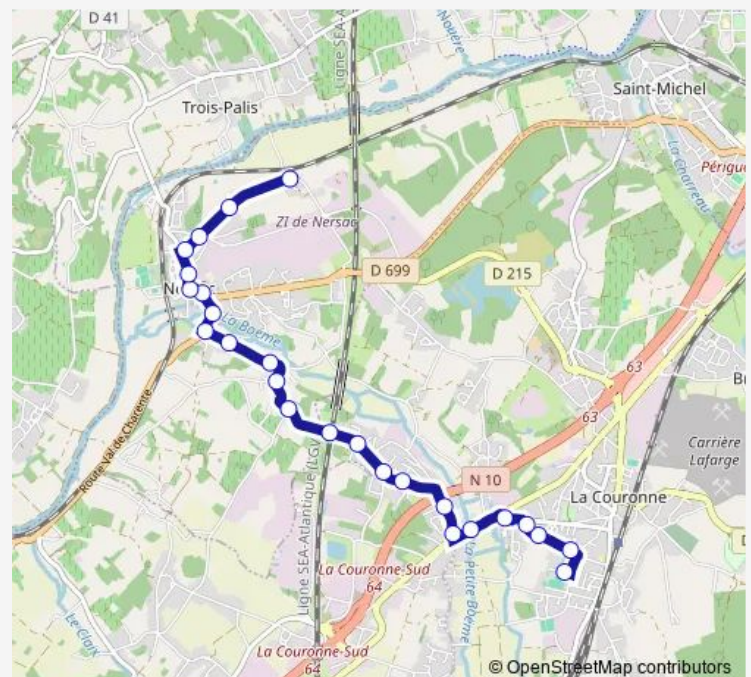 D 41
Nouère
Ligne SEA-A
Saint-Michel
Trois-Palis
La Charreau
Périgue
ZI de Nersac
D 699
D 215
La Boëme
63
63
Route Val de Charente
Carrière
Lafarge
N 10
La Couronne
Ligne SEA-Atlantique (LGV
La Couronne-Sud
64
La Petite Boëme
Le Claix
La Couronne-Sud
64
© OpenStreetMap contributors